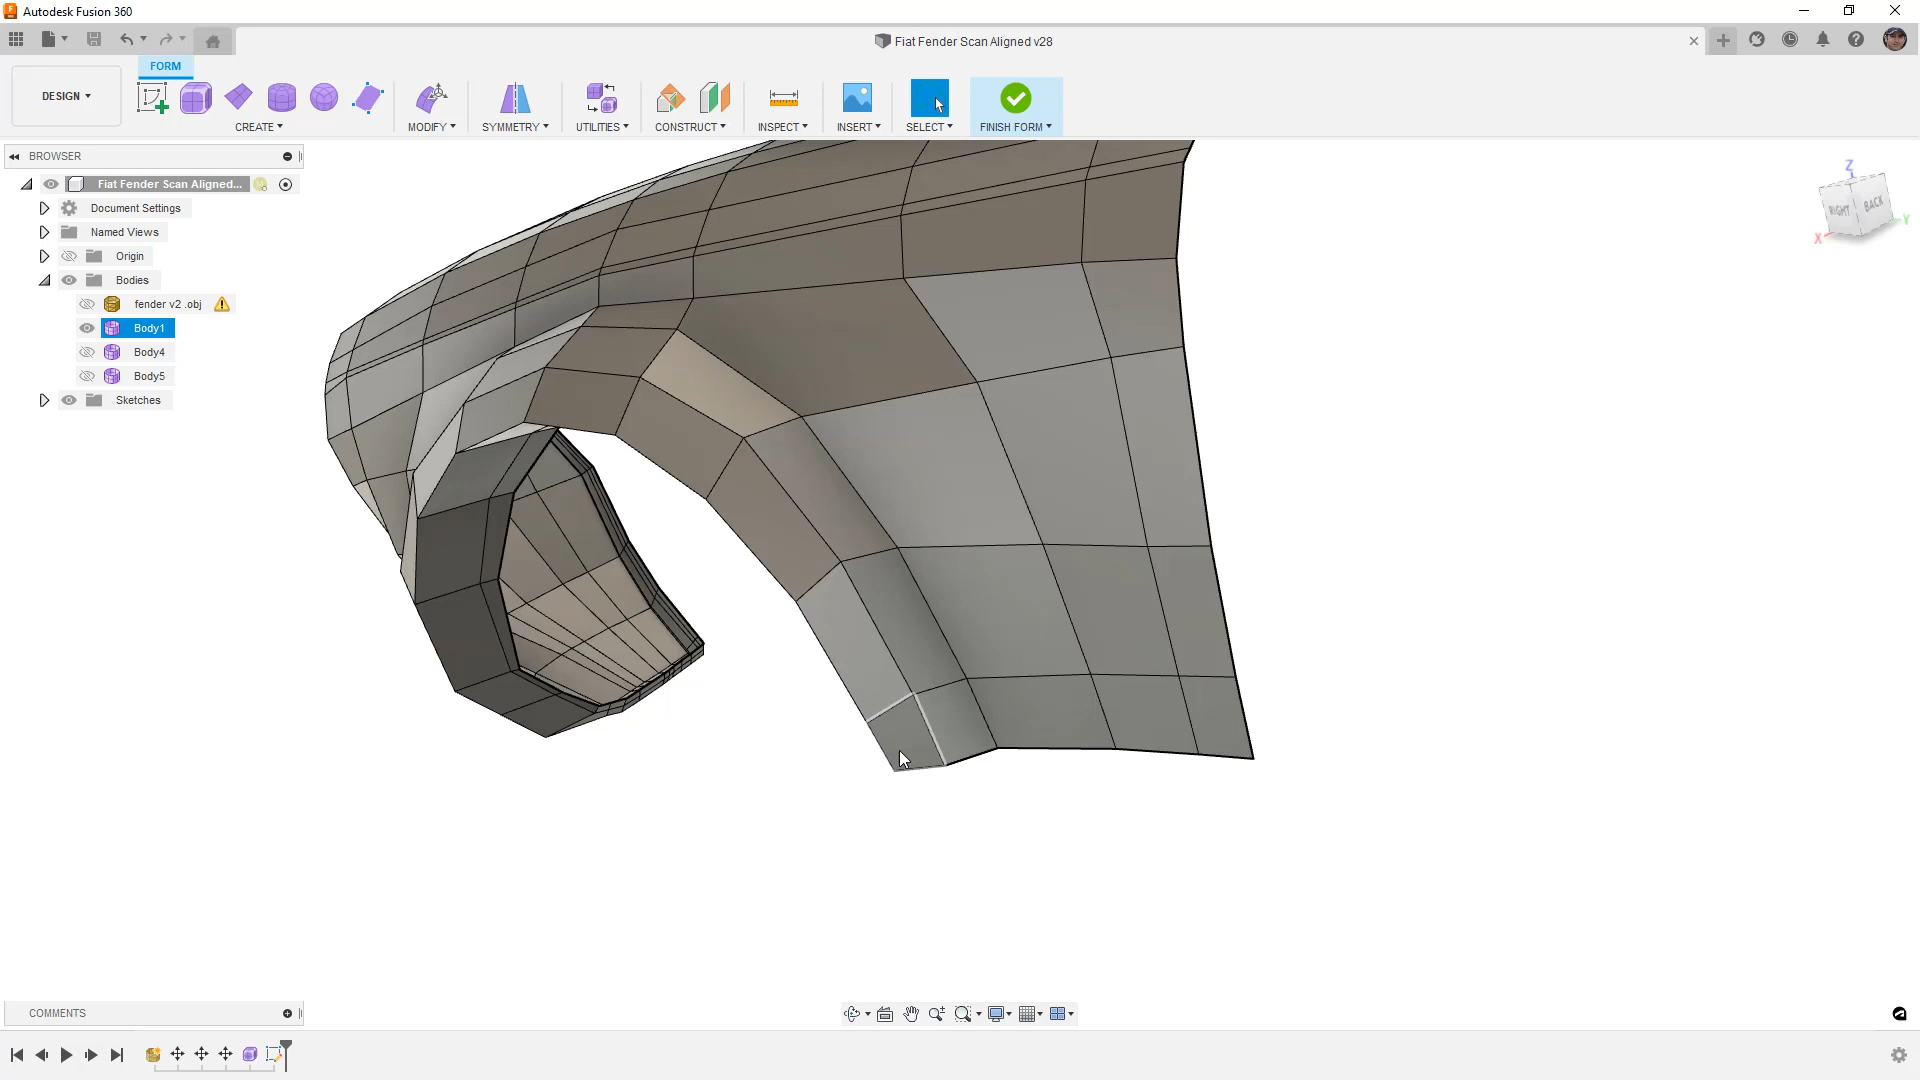 Autodesk Fusion 360
Fiat Fender Scan Aligned v28
FORM
DESIGN
CREATE
MODIFY
SYMMETRY
UTILITIES
CONSTRUCT
INSPECT
INSERT
SELECT
FINISH FORM
BROWSER
Fiat Fender Scan Aligned...
Document Settings
Named Views
Origin
Bodies
fender v2 .obj
Body1
Body4
Body5
Sketches
Z
RIGHT
BACK
Y
X
COMMENTS